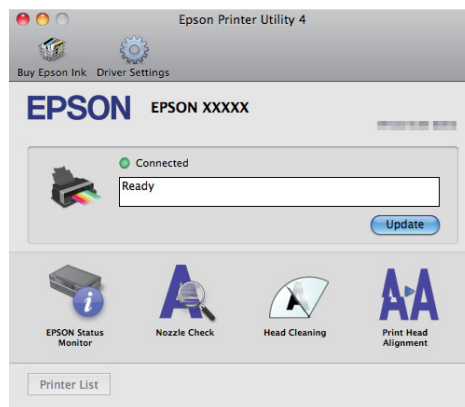 Epson Printer Utility 4
Buy Epson Ink Driver Settings
EPSON EPSON XXXXX
Connected
Ready
Update
EPSON Status
Monitor
Nozzle Check
Head Cleaning
Print Head
Alignment
Printer List